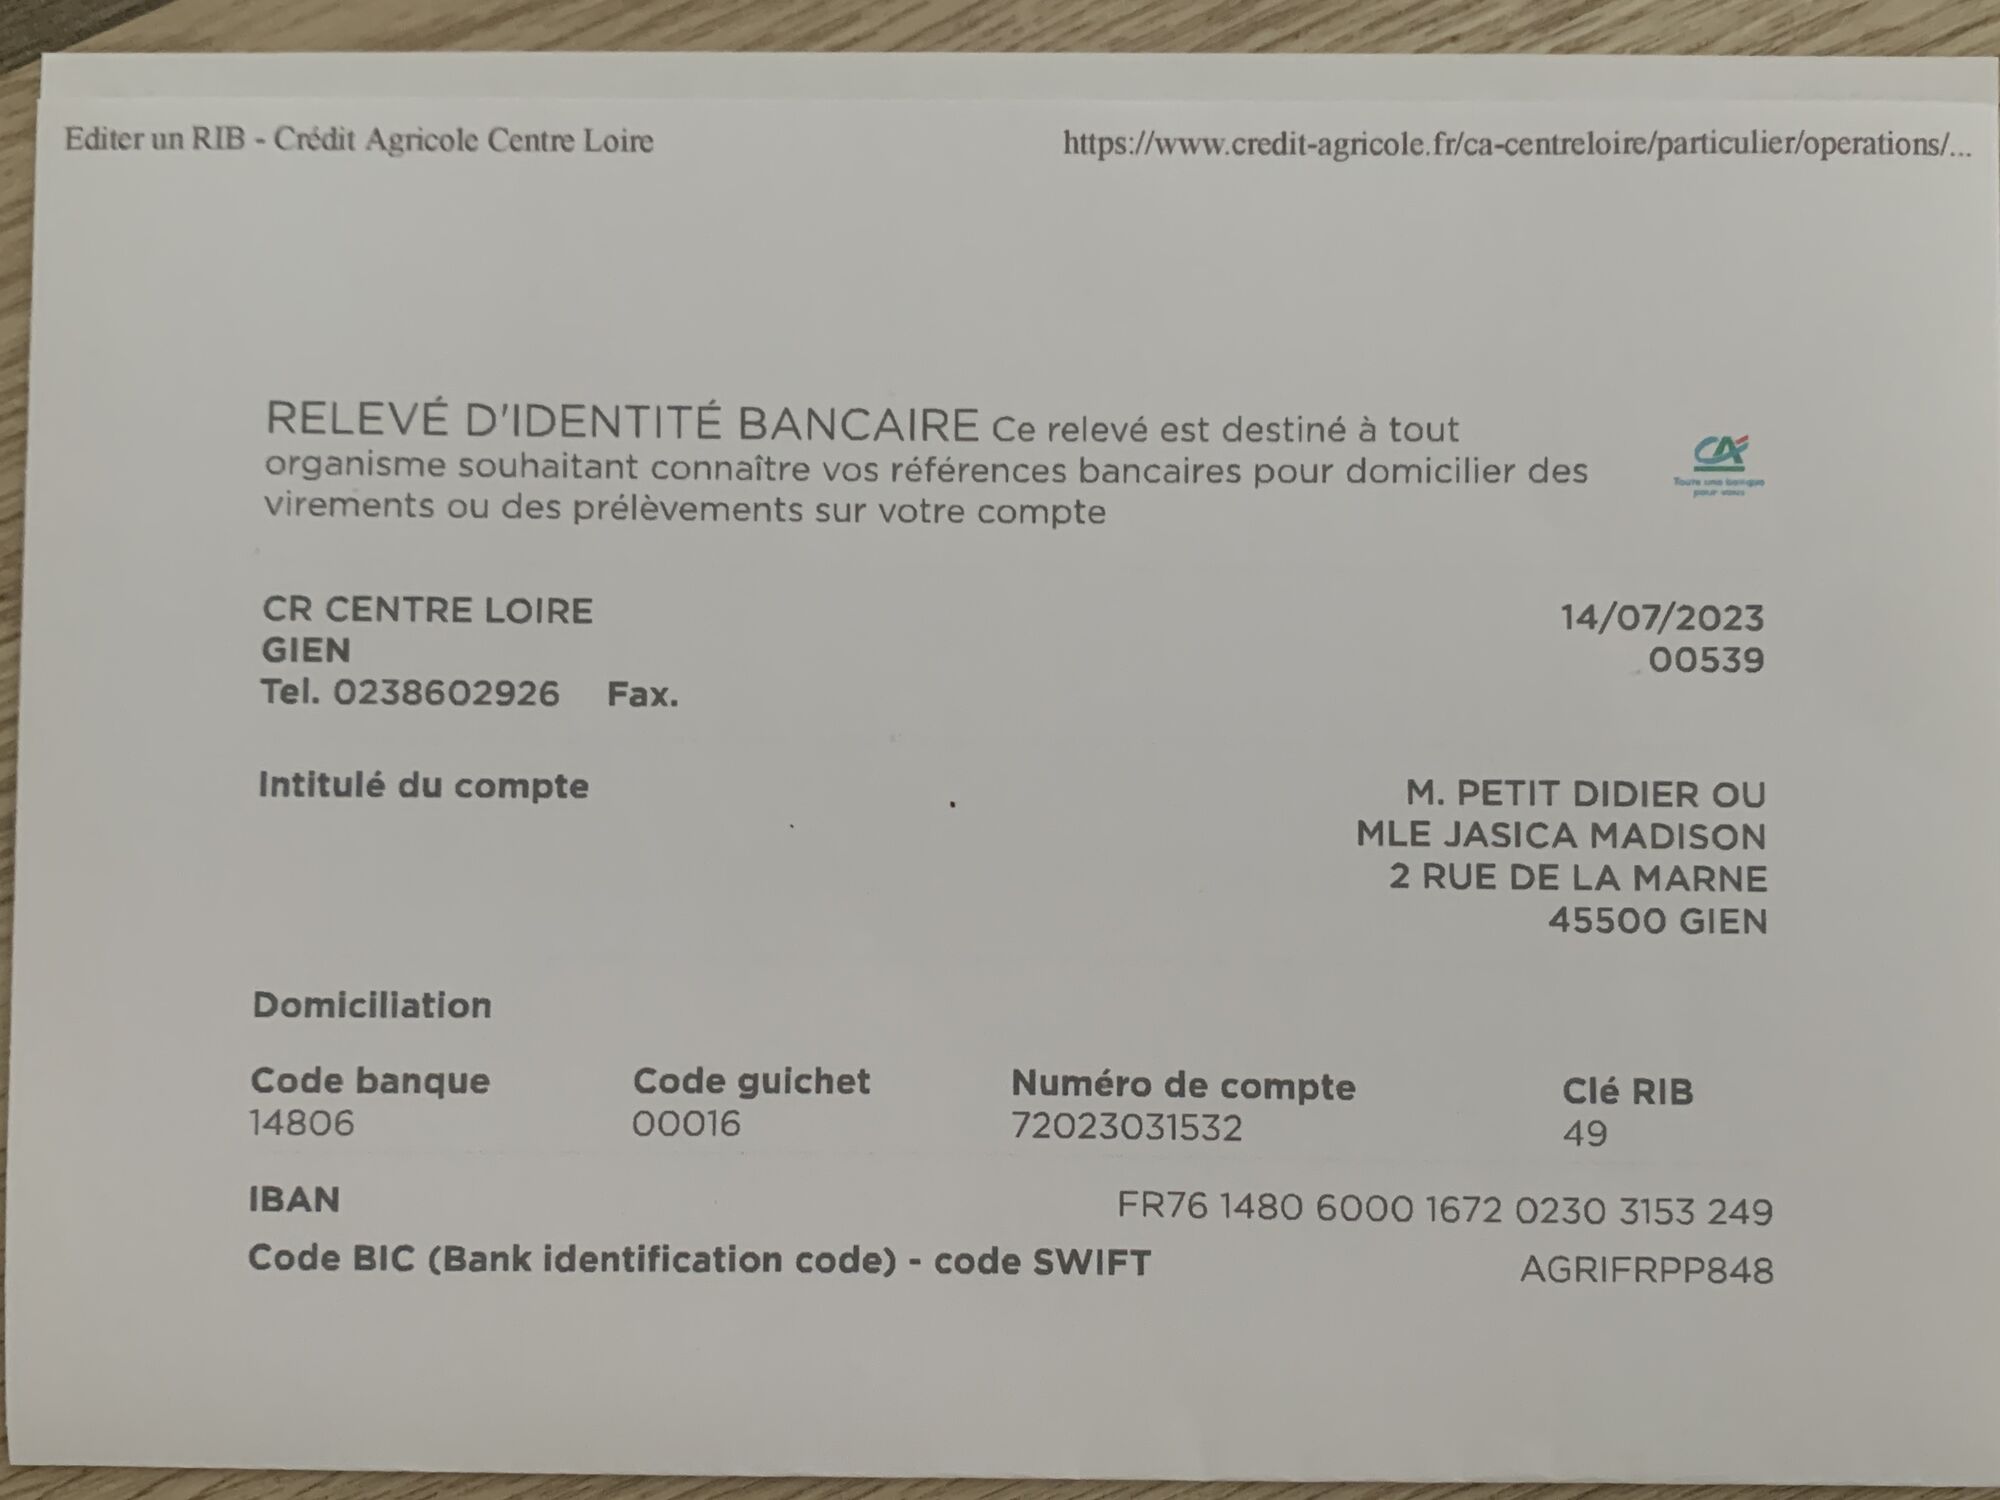 Editer un RIB - Crédit Agricole Centre Loire
https://www.credit-agricole.fr/ca-centreloire/particulier/operations/...
RELEVÉ D'IDENTITÉ BANCAIRE Ce relevé est destiné à tout
organisme souhaitant connaître vos références bancaires pour domicilier des
virements ou des prélèvements sur votre compte
CA
Toute une banque
pour vous
CR CENTRE LOIRE
GIEN
Tel. 0238602926 Fax.
14/07/2023
00539
Intitulé du compte
M. PETIT DIDIER OU
MLE JASICA MADISON
2 RUE DE LA MARNE
45500 GIEN
Domiciliation
Code banque Code guichet Numéro de compte Clé RIB
14806 00016 72023031532 49
IBAN FR76 1480 6000 1672 0230 3153 249
Code BIC (Bank identification code) - code SWIFT AGRIFRPP848